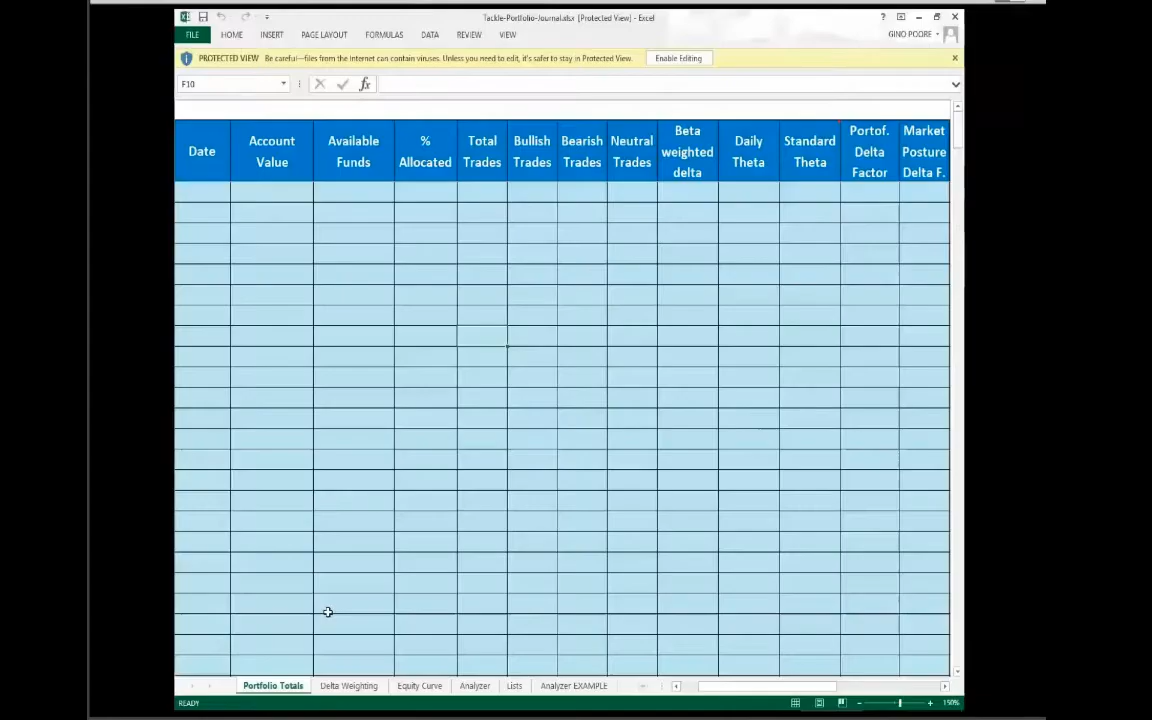 Tackle-Portfolio-Journal.xlsx [Protected View] - Excel
FILE HOME INSERT PAGE LAYOUT FORMULAS DATA REVIEW VIEW GINO POORE
PROTECTED VIEW Be careful—files from the Internet can contain viruses. Unless you need to edit, it's safer to stay in Protected View. Enable Editing
F10 fx
Date Account Value Available Funds % Allocated Total Trades Bullish Trades Bearish Trades Neutral Trades Beta weighted delta Daily Theta Standard Theta Portof. Delta Factor Market Posture Delta F.
Portfolio Totals Delta Weighting Equity Curve Analyzer Lists Analyzer EXAMPLE
READY 150%